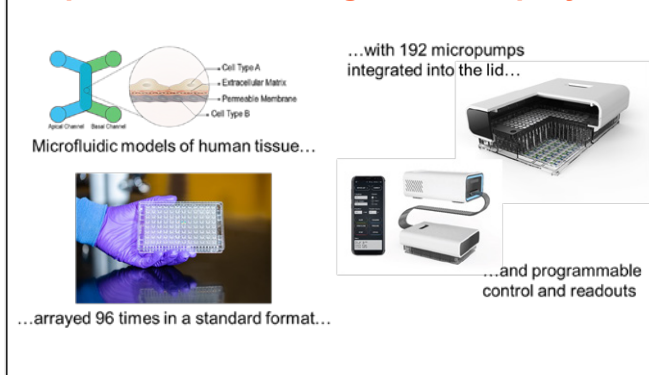 Cell Type A
Extracellular Matrix
Permeable Membrane
Cell Type B
Apical Channel
Basal Channel
Microfluidic models of human tissue…
…with 192 micropumps
integrated into the lid…
…arrayed 96 times in a standard format…
…and programmable
control and readouts